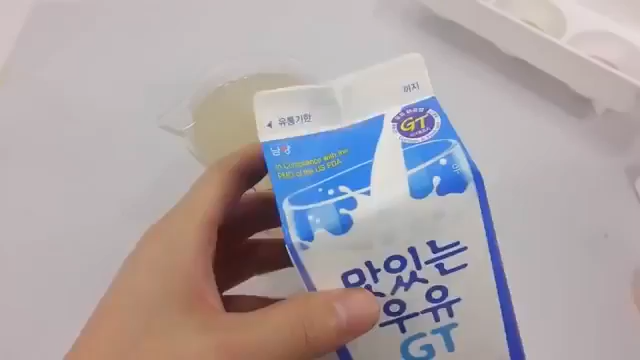 유통기한
까지
GT
남양
In Compliance with the
PMO of the US FDA
맛있는
우유
GT